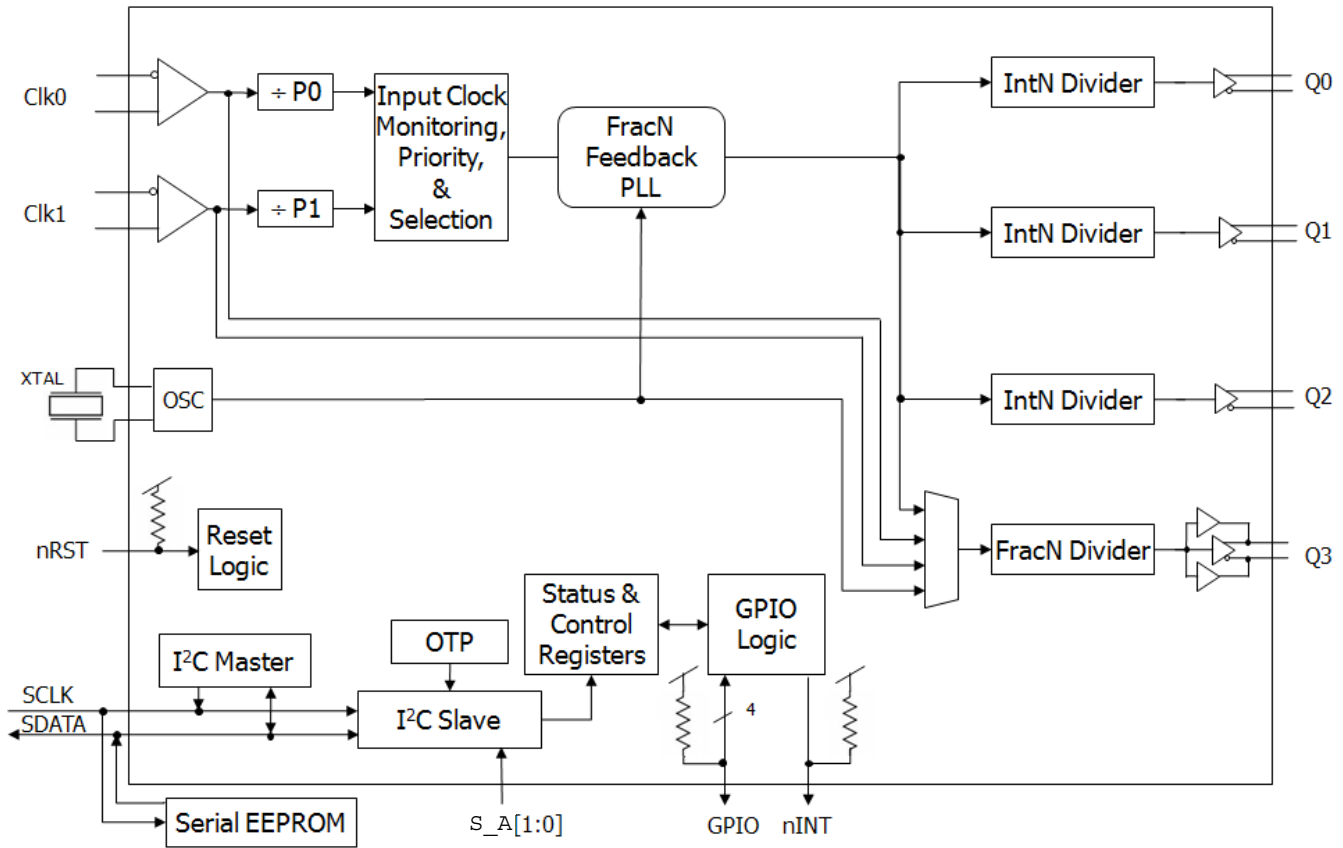 Clk0
÷ P0
Input Clock
Monitoring,
Priority,
&
Selection
FracN
Feedback
PLL
IntN Divider
Q0
Clk1
÷ P1
IntN Divider
Q1
XTAL
OSC
IntN Divider
Q2
nRST
Reset
Logic
FracN Divider
Q3
Status &
Control
Registers
GPIO
Logic
OTP
I²C Master
SCLK
SDATA
I²C Slave
4
Serial EEPROM
S_A[1:0]
GPIO
nINT